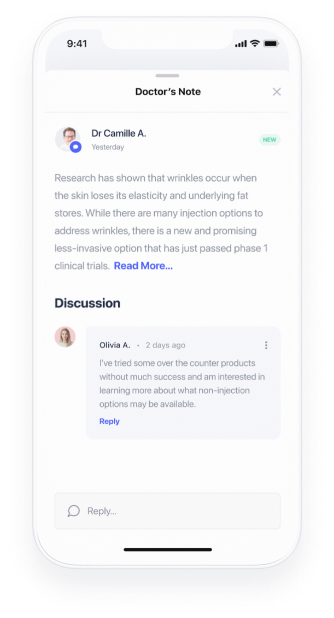 9:41
Doctor's Note
Dr Camille A.
NEW
Yesterday
Research has shown that wrinkles occur when
the skin loses its elasticity and underlying fat
stores. While there are many injection options to
address wrinkles, there is a new and promising
less-invasive option that has just passed phase 1
clinical trials. Read More...
Discussion
Olivia A. • 2 days ago
I've tried some over the counter products
without much success and am interested in
learning more about what non-injection
options may be available.
Reply
Reply...